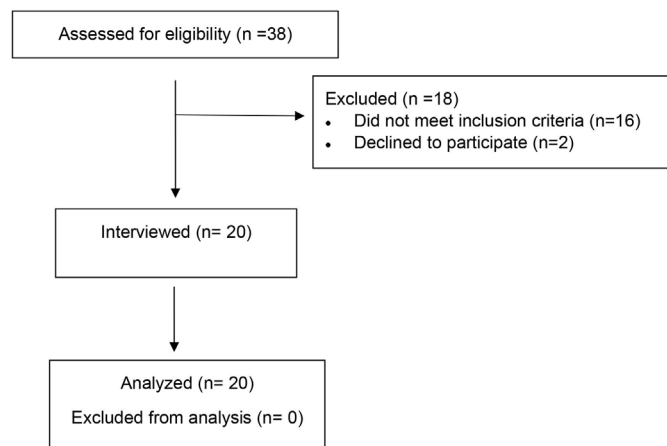 Assessed for eligibility (n =38)
Excluded (n =18)
• Did not meet inclusion criteria (n=16)
• Declined to participate (n=2)
Interviewed (n= 20)
Analyzed (n= 20)
Excluded from analysis (n= 0)